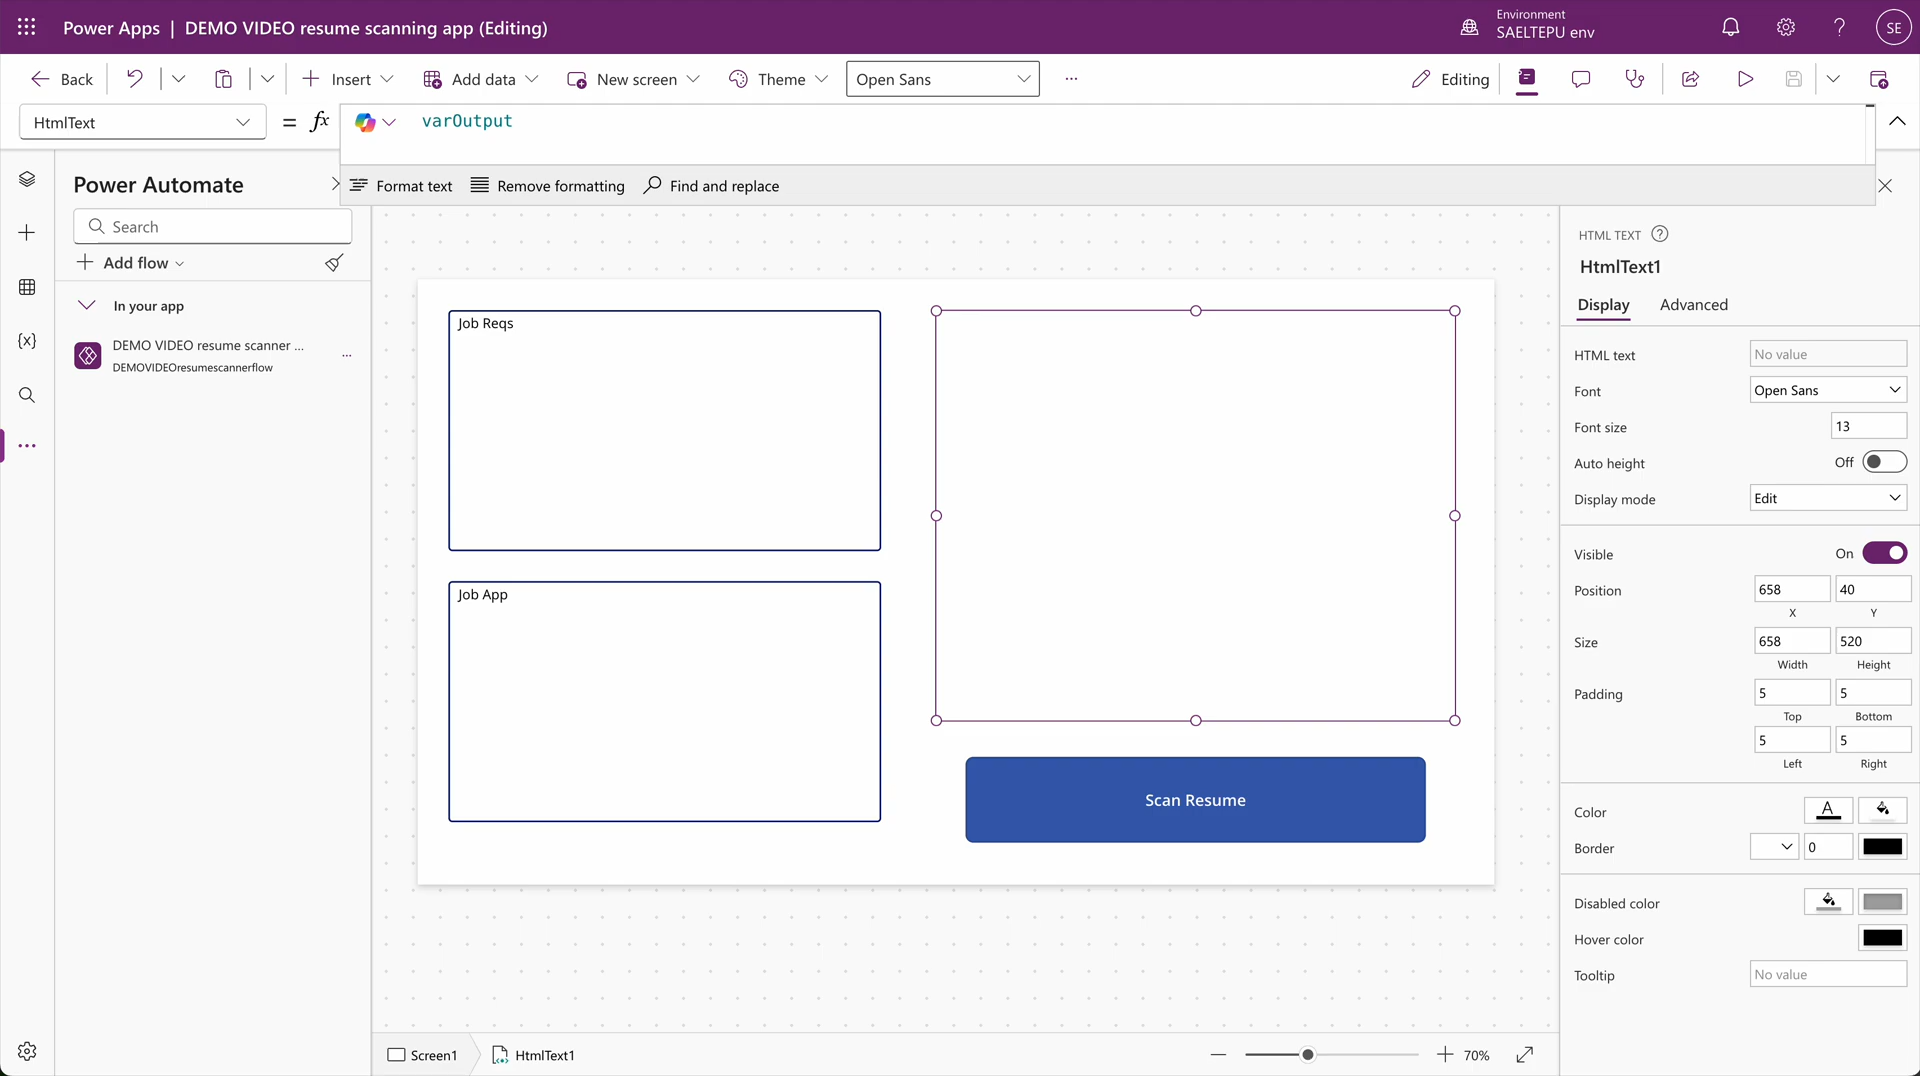 Power Apps | DEMO VIDEO resume scanning app (Editing)
Environment
SAELTEPU env
SE
Back
Insert
Add data
New screen
Theme
Open Sans
...
Editing
HtmlText
= fx
varOutput
Format text
Remove formatting
Find and replace
Power Automate
Search
Add flow
In your app
DEMO VIDEO resume scanner ...
DEMOVIDEOresumescannerflow
Job Reqs
Job App
Scan Resume
HTML TEXT
HtmlText1
Display
Advanced
HTML text
No value
Font
Open Sans
Font size
13
Auto height
Off
Display mode
Edit
Visible
On
Position
658
40
X
Y
Size
658
520
Width
Height
Padding
5
5
Top
Bottom
5
5
Left
Right
Color
A
Border
0
Disabled color
Hover color
Tooltip
No value
Screen1
HtmlText1
70%